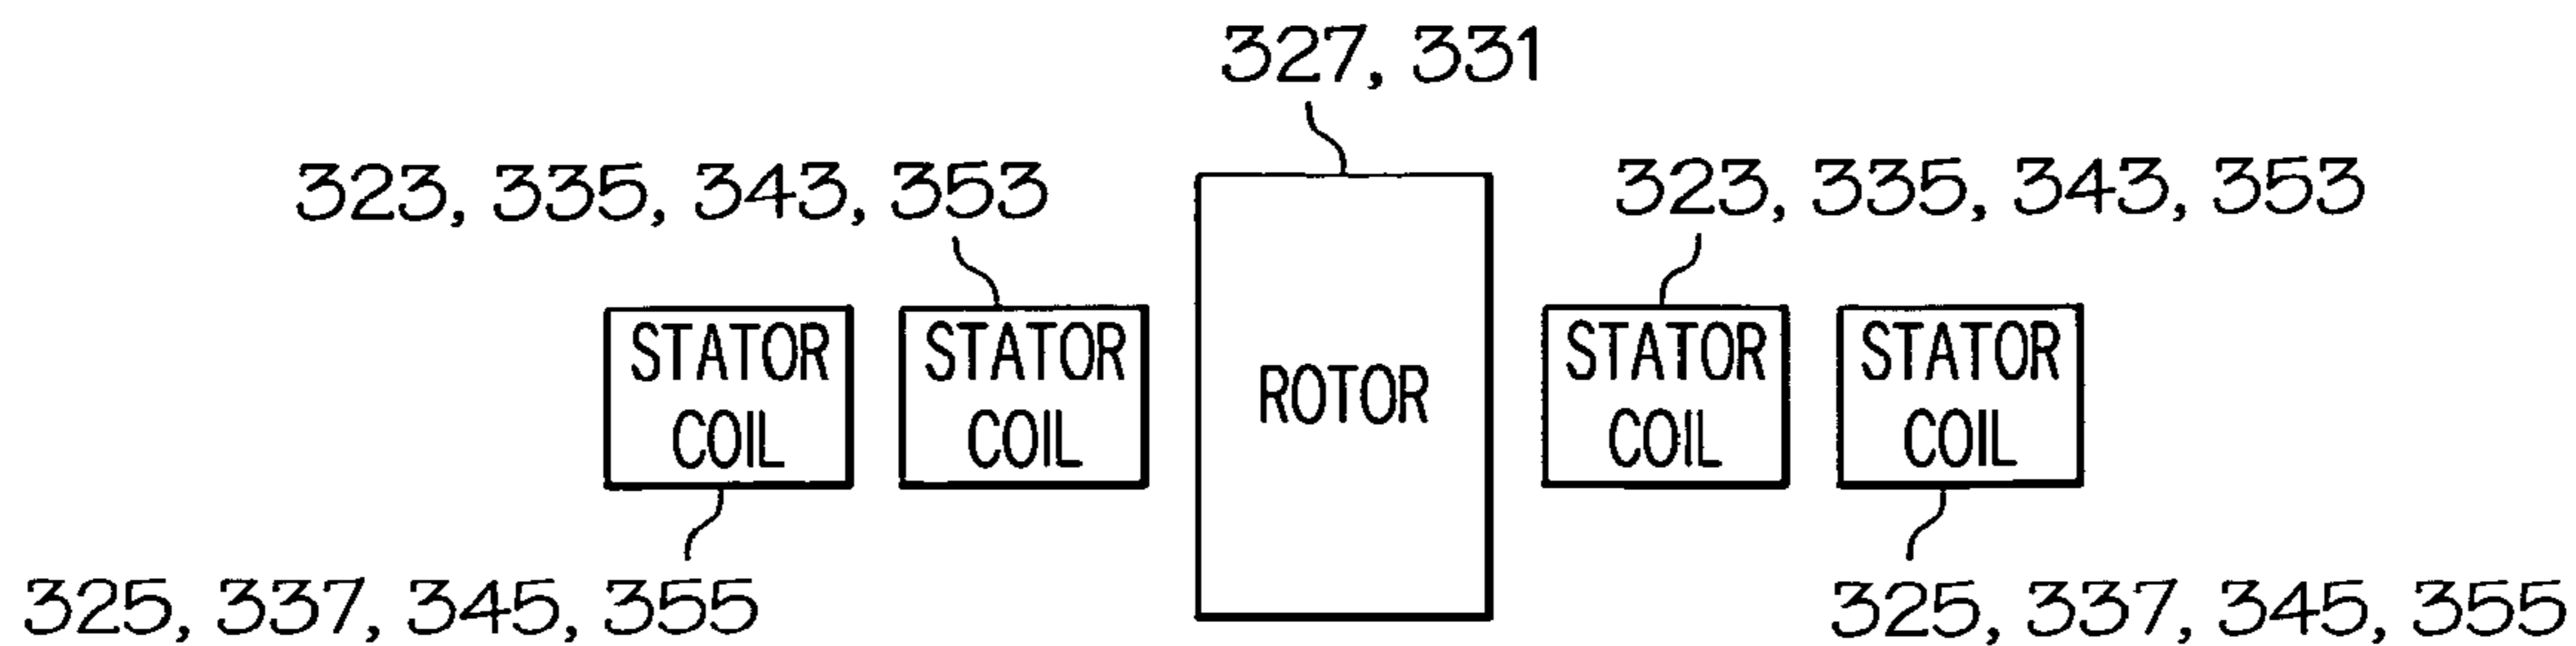 327, 331
323, 335, 343, 353
323, 335, 343, 353
STATOR
COIL
STATOR
COIL
ROTOR
STATOR
COIL
STATOR
COIL
325, 337, 345, 355
325, 337, 345, 355